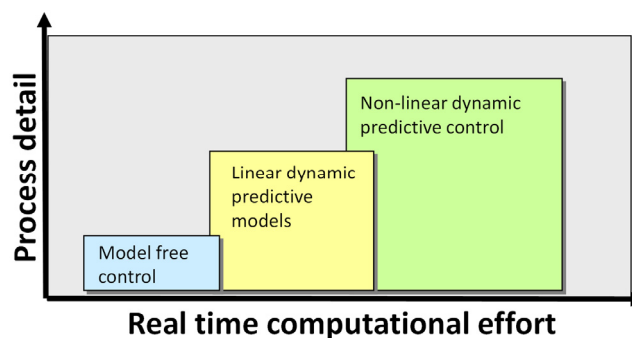 Process detail
Non-linear dynamic
predictive control
Linear dynamic
predictive
models
Model free
control
Real time computational effort